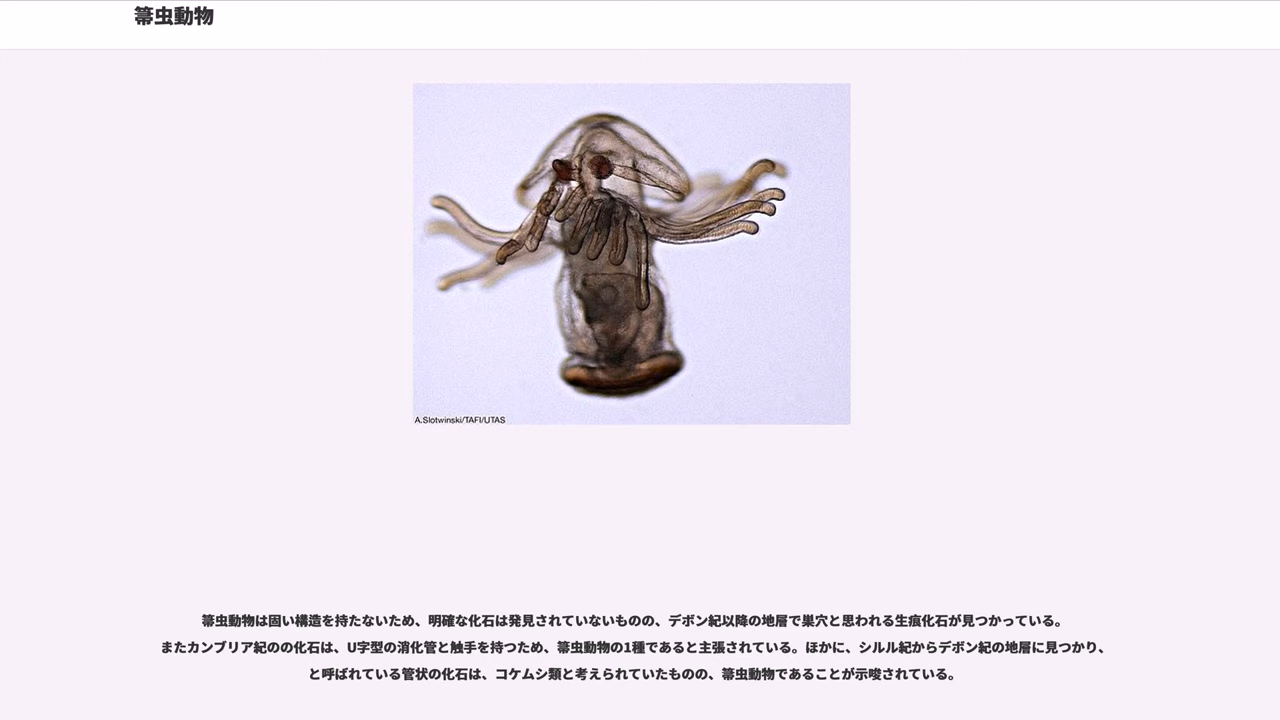 箒虫動物
A.Slotwinski/TAFI/UTAS
箒虫動物は固い構造を持たないため、明確な化石は発見されていないものの、デボン紀以降の地層で巣穴と思われる生痕化石が見つかっている。
またカンブリア紀のの化石は、U字型の消化管と触手を持つため、箒虫動物の1種であると主張されている。ほかに、シルル紀からデボン紀の地層に見つかり、
と呼ばれている管状の化石は、コケムシ類と考えられていたものの、箒虫動物であることが示唆されている。